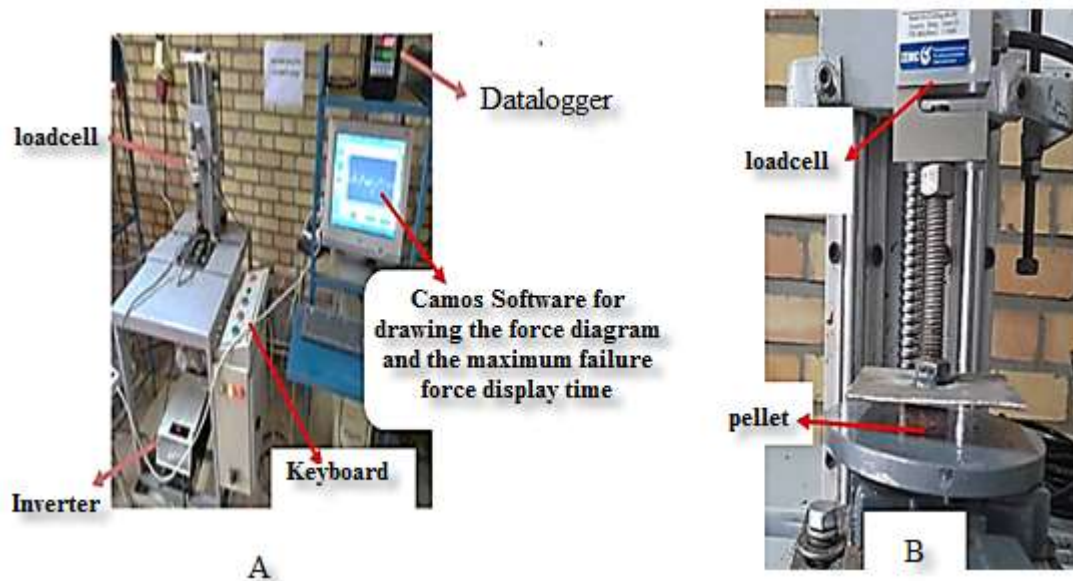 loadcell
Datalogger
Camos Software for
drawing the force diagram
and the maximum failure
force display time
Keyboard
Inverter
A
loadcell
pellet
B